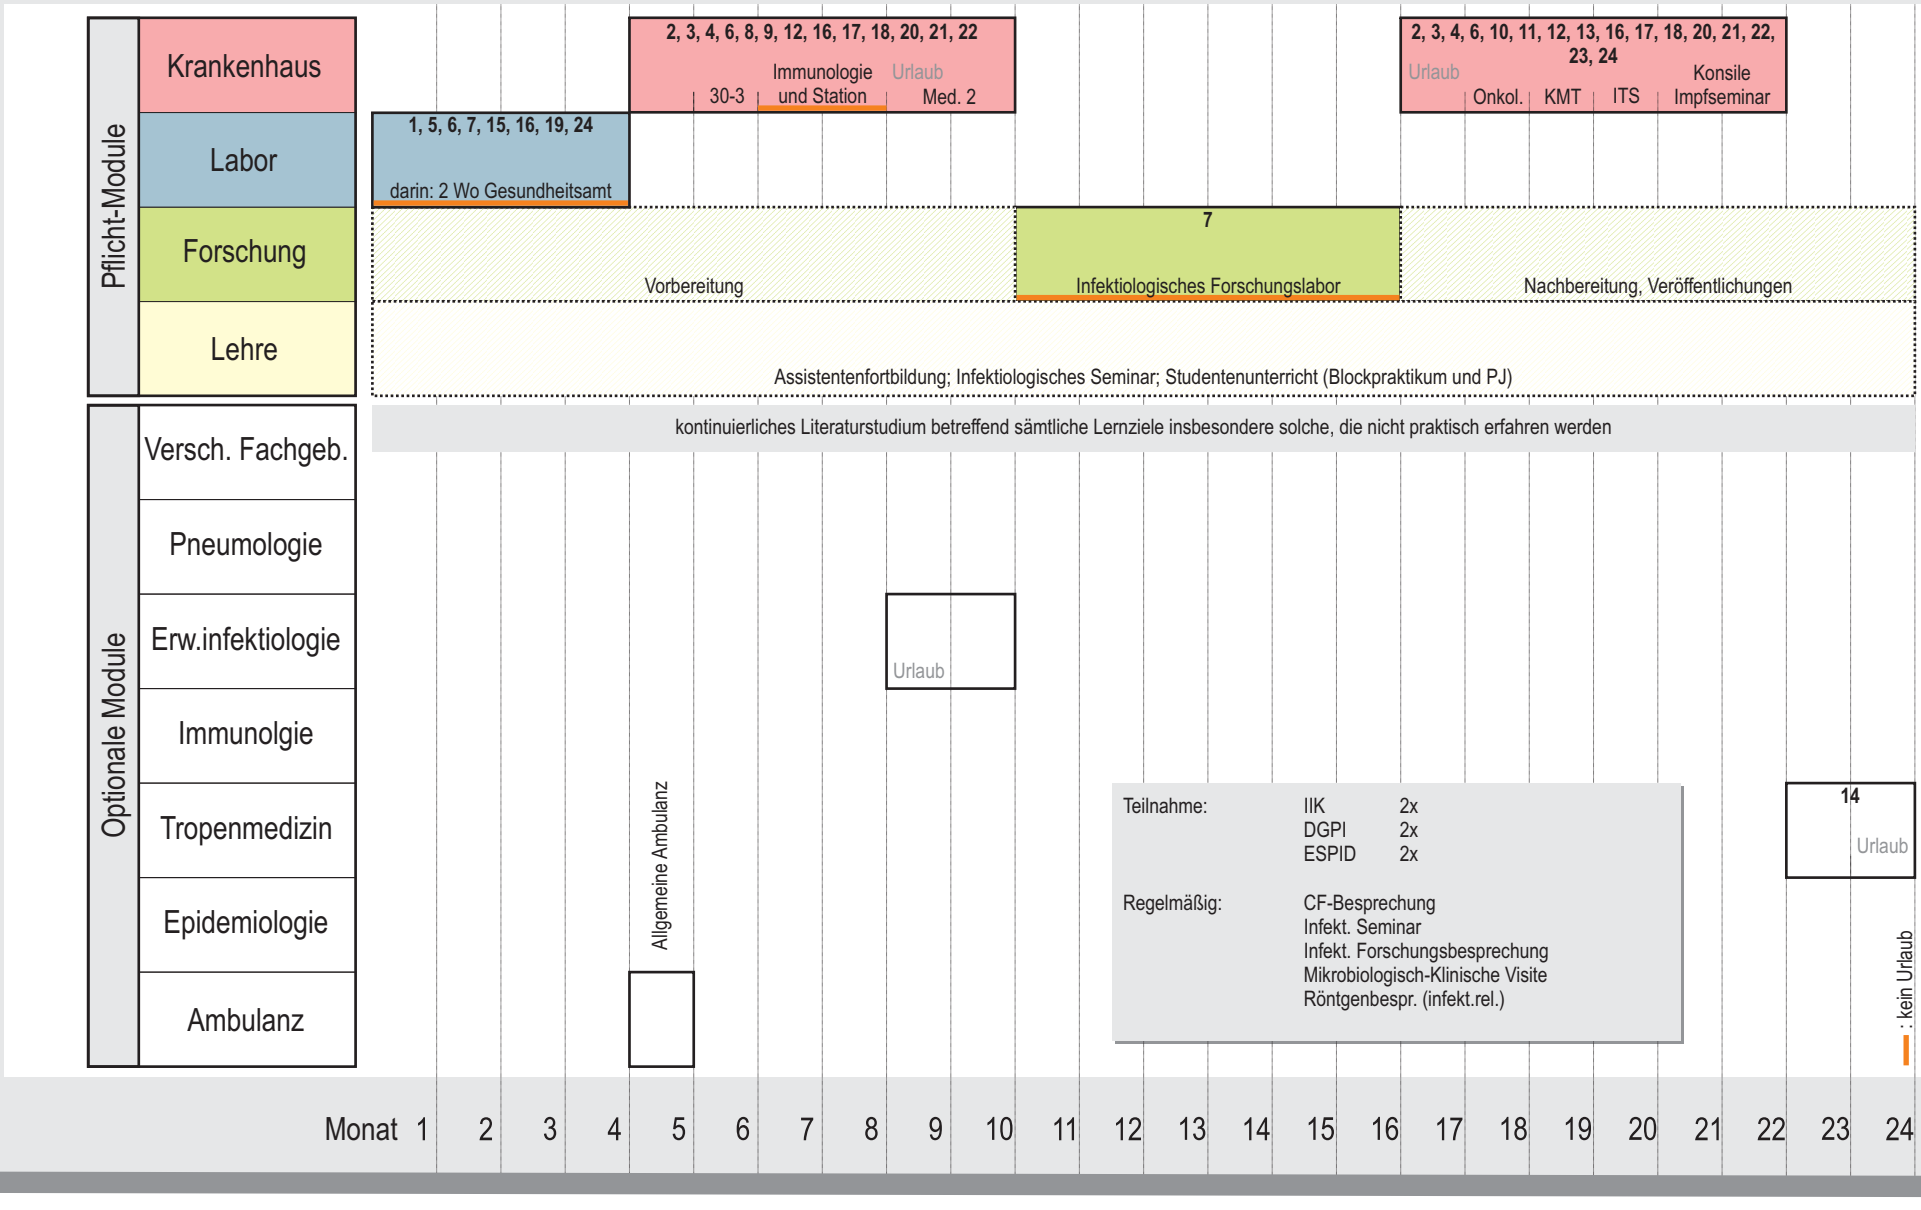 Pflicht-Module
Krankenhaus
2, 3, 4, 6, 8, 9, 12, 16, 17, 18, 20, 21, 22
30-3
Immunologie
und Station
Urlaub
Med. 2
2, 3, 4, 6, 10, 11, 12, 13, 16, 17, 18, 20, 21, 22,
23, 24
Urlaub
Onkol.
KMT
ITS
Konsile
Impfseminar
Labor
1, 5, 6, 7, 15, 16, 19, 24
darin: 2 Wo Gesundheitsamt
Forschung
Vorbereitung
7
Infektiologisches Forschungslabor
Nachbereitung, Veröffentlichungen
Lehre
Assistentenfortbildung; Infektiologisches Seminar; Studentenunterricht (Blockpraktikum und PJ)
Optionale Module
Versch. Fachgeb.
kontinuierliches Literaturstudium betreffend sämtliche Lernziele insbesondere solche, die nicht praktisch erfahren werden
Pneumologie
Erw.infektiologie
Urlaub
Immunolgie
Tropenmedizin
14
Urlaub
Epidemiologie
Allgemeine Ambulanz
Ambulanz
Teilnahme: IIK 2x
DGPI 2x
ESPID 2x
Regelmäßig: CF-Besprechung
Infekt. Seminar
Infekt. Forschungsbesprechung
Mikrobiologisch-Klinische Visite
Röntgenbespr. (infekt.rel.)
: kein Urlaub
Monat 1 2 3 4 5 6 7 8 9 10 11 12 13 14 15 16 17 18 19 20 21 22 23 24